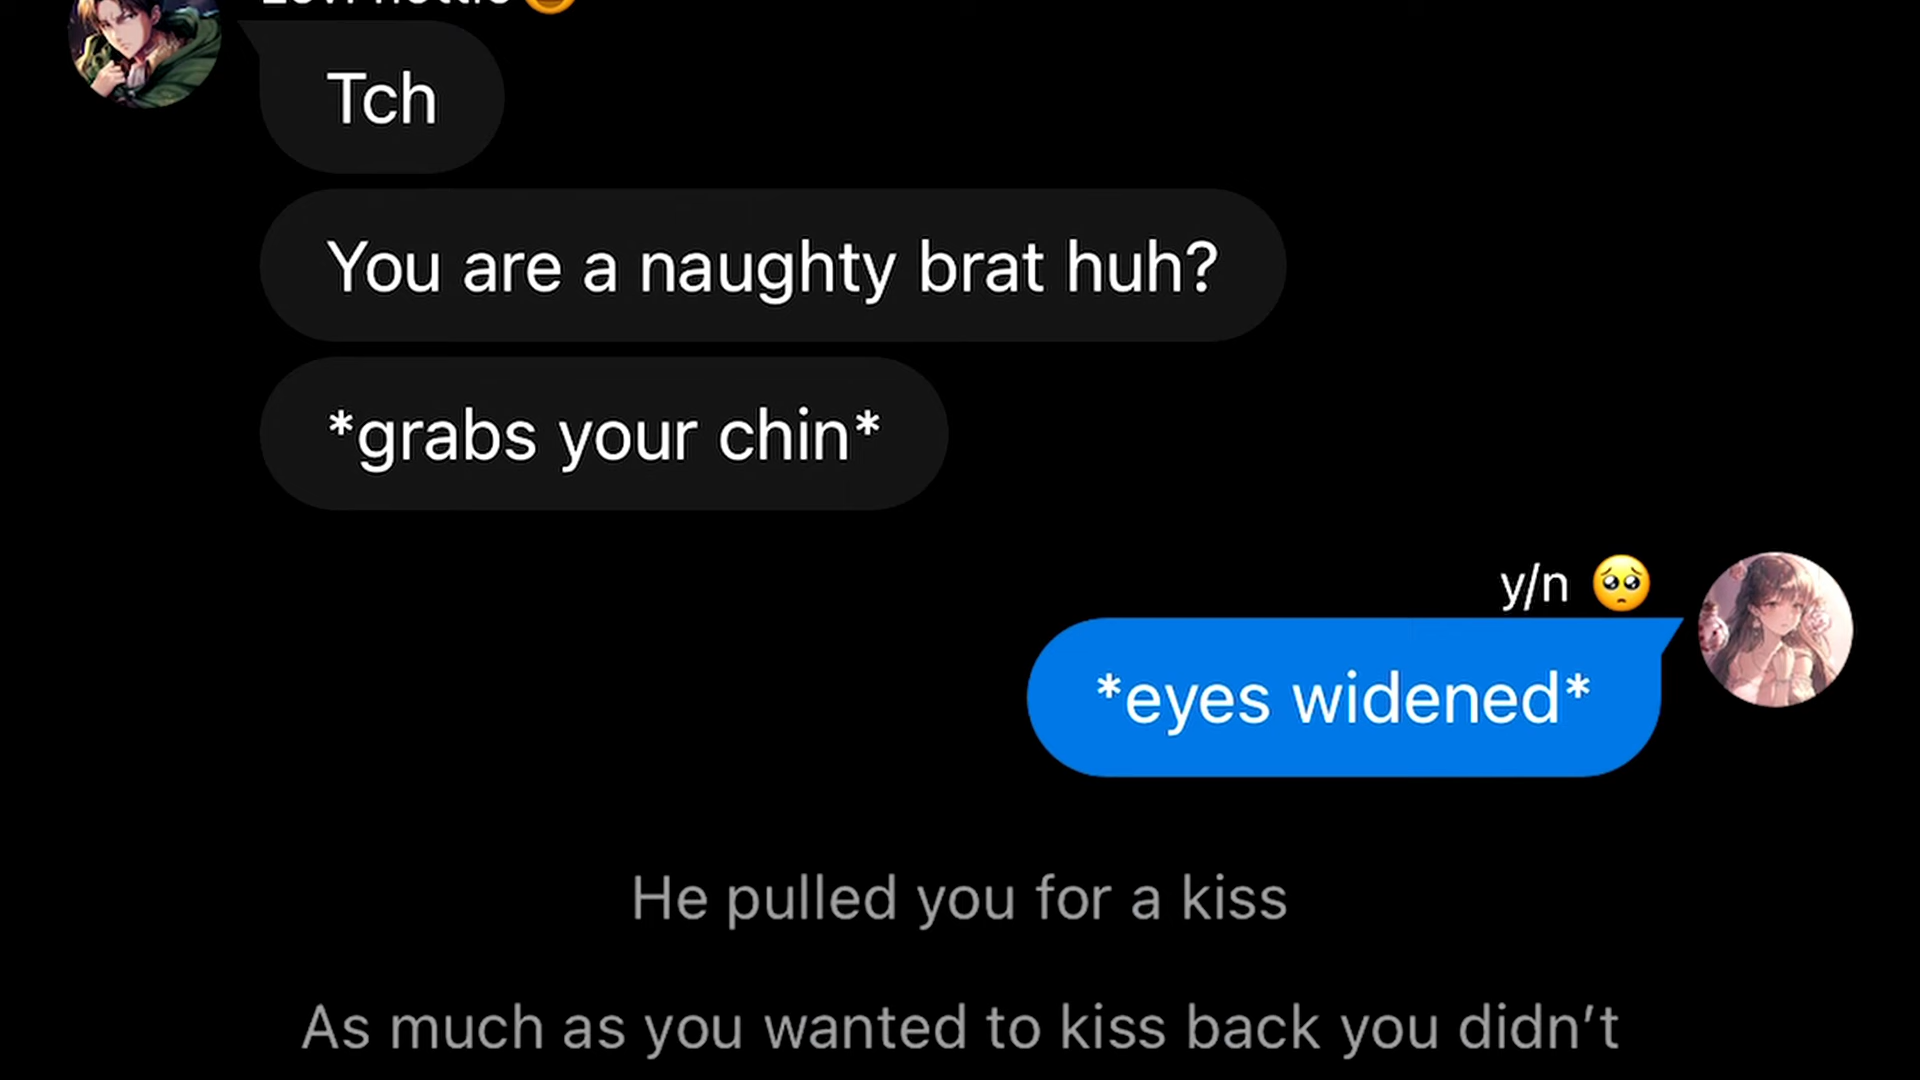 Tch
You are a naughty brat huh?
*grabs your chin*
y/n 🥺
*eyes widened*
He pulled you for a kiss
As much as you wanted to kiss back you didn't